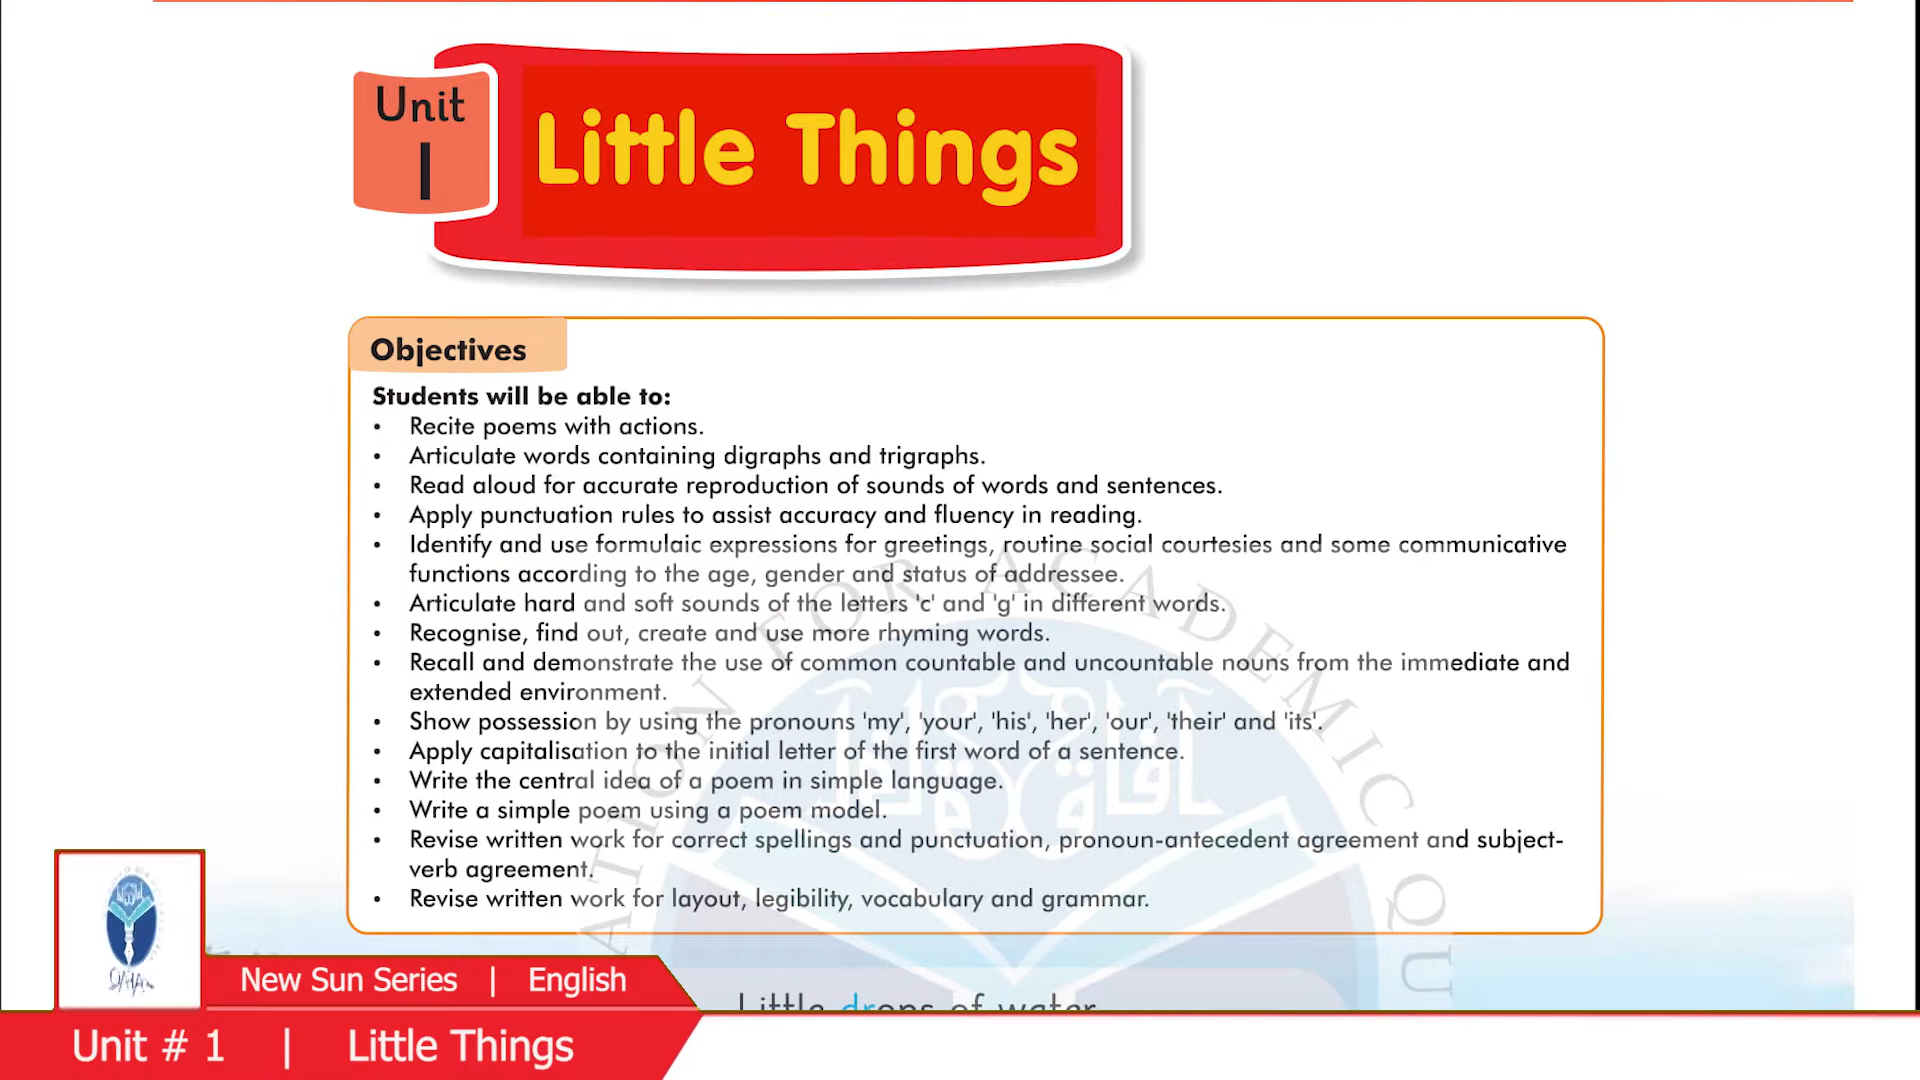 Unit
1
Little Things
Objectives
Students will be able to:
• Recite poems with actions.
• Articulate words containing digraphs and trigraphs.
• Read aloud for accurate reproduction of sounds of words and sentences.
• Apply punctuation rules to assist accuracy and fluency in reading.
• Identify and use formulaic expressions for greetings, routine social courtesies and some communicative
functions according to the age, gender and status of addressee.
• Articulate hard and soft sounds of the letters 'c' and 'g' in different words.
• Recognise, find out, create and use more rhyming words.
• Recall and demonstrate the use of common countable and uncountable nouns from the immediate and
extended environment.
• Show possession by using the pronouns 'my', 'your', 'his', 'her', 'our', 'their' and 'its'.
• Apply capitalisation to the initial letter of the first word of a sentence.
• Write the central idea of a poem in simple language.
• Write a simple poem using a poem model.
• Revise written work for correct spellings and punctuation, pronoun-antecedent agreement and subject-
verb agreement.
• Revise written work for layout, legibility, vocabulary and grammar.
ATION FOR ACADEMIC QU
Little drops of water
New Sun Series | English
Unit # 1 | Little Things